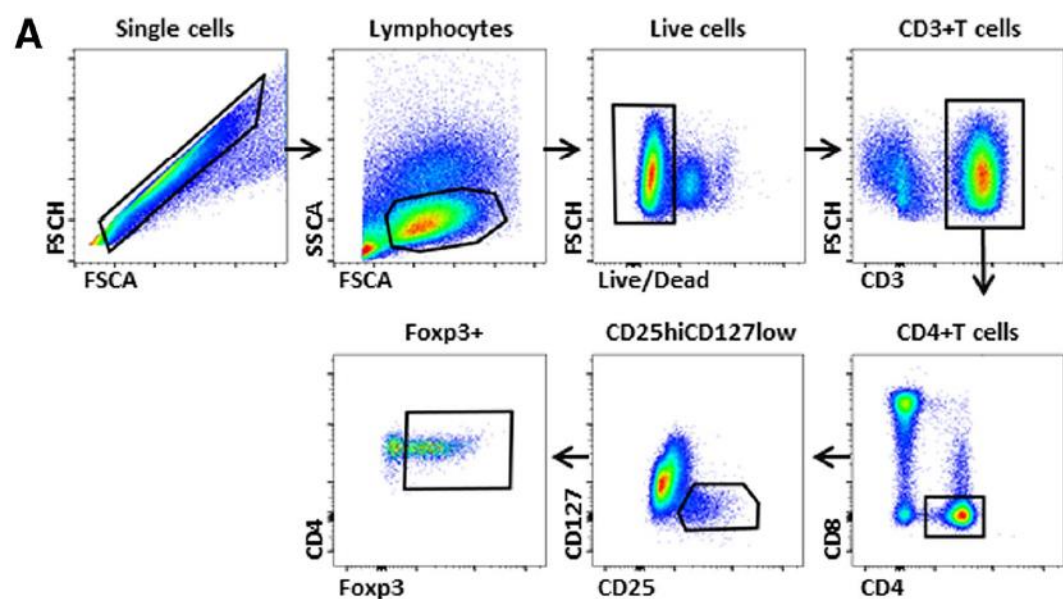 A
Single cells
FSCH
FSCA
Lymphocytes
SSCA
FSCA
Live cells
FSCH
Live/Dead
CD3+T cells
FSCH
CD3
Foxp3+
CD4
Foxp3
CD25hiCD127low
CD127
CD25
CD4+T cells
CD8
CD4